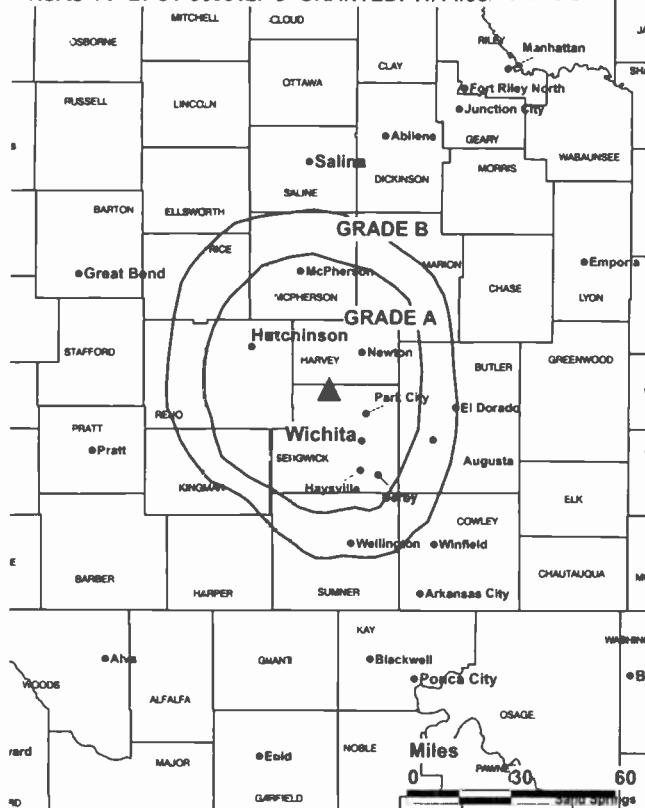 MITCHELL
CLOUD
OSBORNE
RILEY
Manhattan
CLAY
OTTAWA
Fort Riley North
RUSSELL
LINCOLN
Junction City
Abilene
GEARY
WABAUNSEE
Salina
MORRIS
DICKINSON
SALINE
BARTON
ELLSWORTH
GRADE B
RICE
Great Bend
McPherson
MARION
Emporia
CHASE
MCPHERSON
LYON
GRADE A
Hutchinson
STAFFORD
HARVEY
Newton
BUTLER
GREENWOOD
Park City
El Dorado
RENO
PRATT
Wichita
Pratt
SEDGWICK
Augusta
KINGMAN
Haysville
Derby
ELK
COWLEY
Wellington
Winfield
BARBER
HARPER
SUMNER
CHAUTAUQUA
Arkansas City
KAY
Alva
GRANT
Blackwell
WOODS
Ponca City
ALFALFA
OSAGE
NOBLE
Miles
MAJOR
Enid
PAWNEE
GARFIELD
0 30 60
Sand Springs